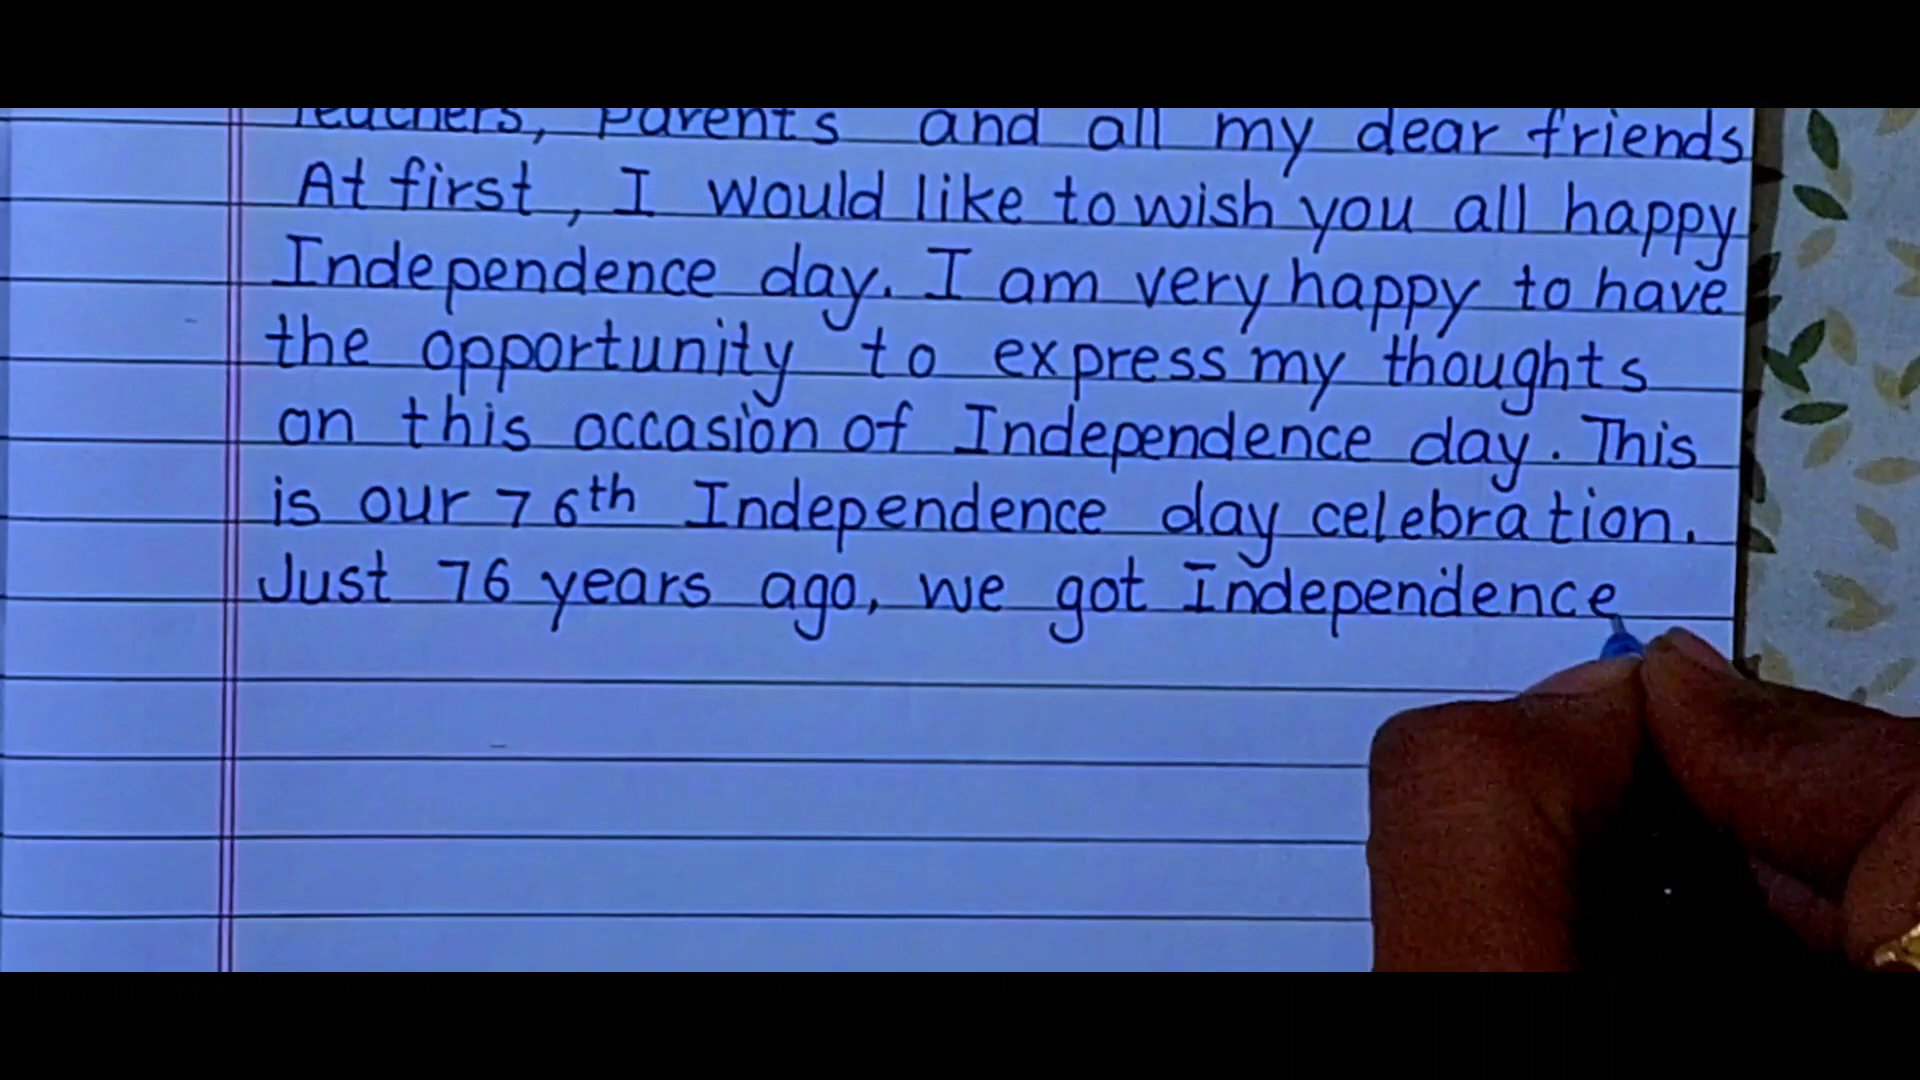 Teachers, Parents and all my dear friends
At first, I would like to wish you all happy
Independence day. I am very happy to have
the opportunity to express my thoughts
on this occasion of Independence day. This
is our 76th Independence day celebration.
Just 76 years ago, we got Independence